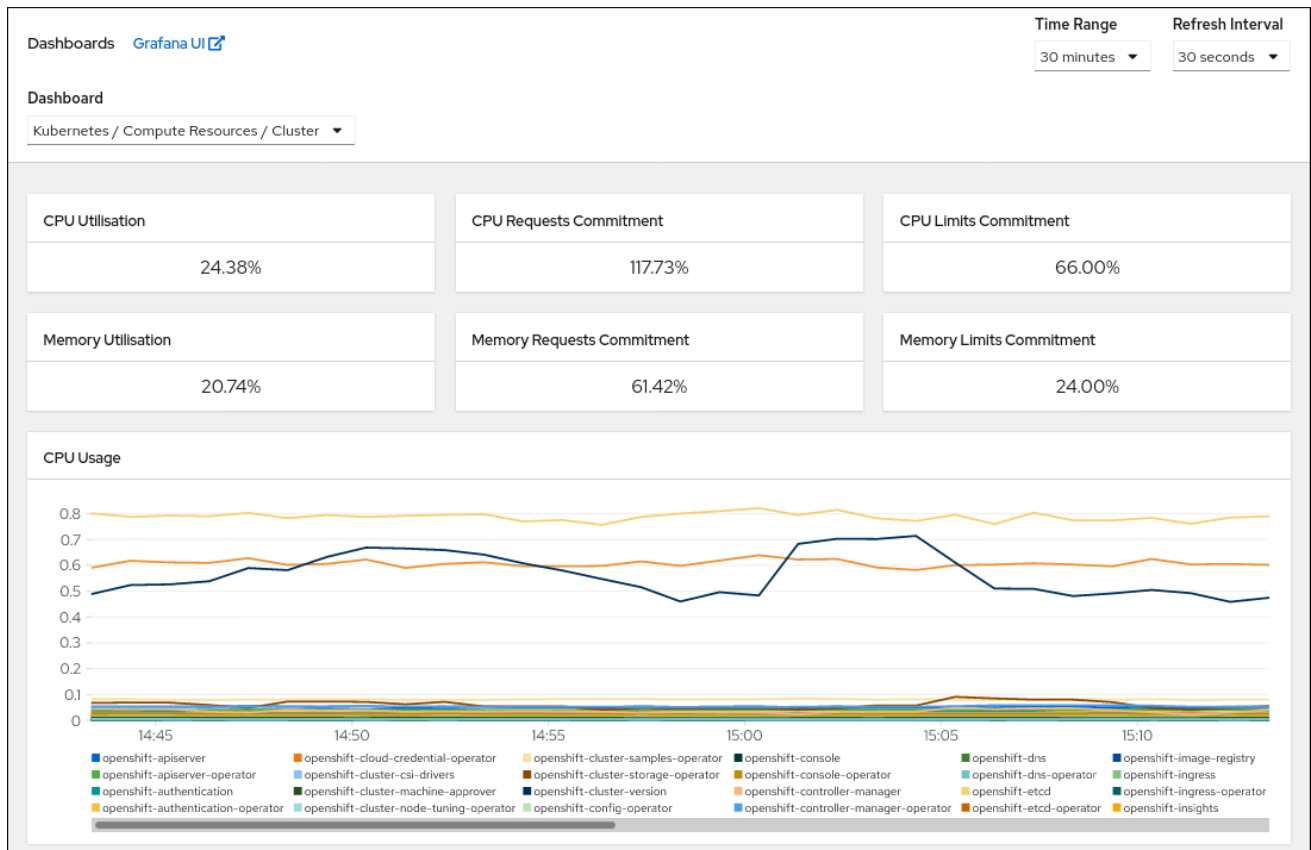 Time Range Refresh Interval
Dashboards Grafana UI
30 minutes 30 seconds
Dashboard
Kubernetes / Compute Resources / Cluster
CPU Utilisation CPU Requests Commitment CPU Limits Commitment
24.38% 117.73% 66.00%
Memory Utilisation Memory Requests Commitment Memory Limits Commitment
20.74% 61.42% 24.00%
CPU Usage
0.8
0.7
0.6
0.5
0.4
0.3
0.2
0.1
0
14:45 14:50 14:55 15:00 15:05 15:10
openshift-apiserver openshift-cloud-credential-operator openshift-cluster-samples-operator openshift-console openshift-dns openshift-image-registry
openshift-apiserver-operator openshift-cluster-csi-drivers openshift-cluster-storage-operator openshift-console-operator openshift-dns-operator openshift-ingress
openshift-authentication openshift-cluster-machine-approver openshift-cluster-version openshift-controller-manager openshift-etcd openshift-ingress-operator
openshift-authentication-operator openshift-cluster-node-tuning-operator openshift-config-operator openshift-controller-manager-operator openshift-etcd-operator openshift-insights